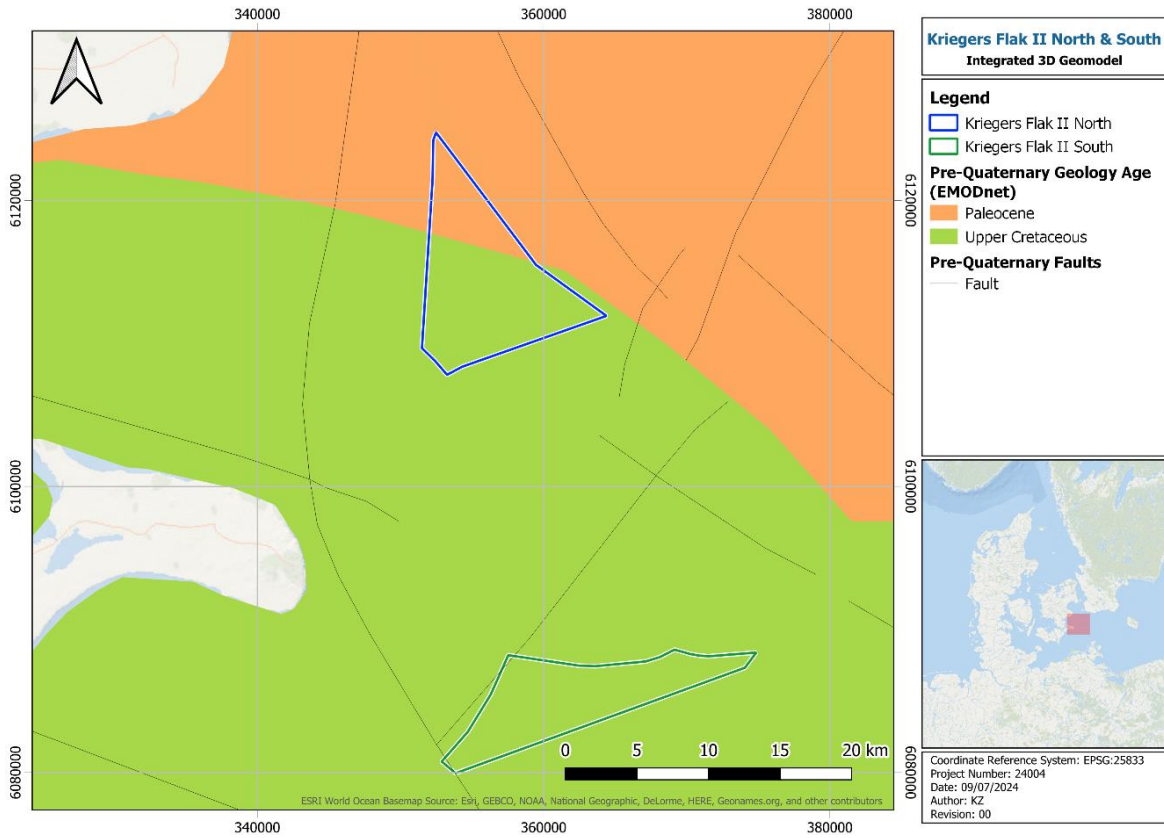 340000
360000
380000
6120000
6100000
6080000
6120000
6100000
6080000
0
5
10
15
20 km
ESRI World Ocean Basemap Source: Esri, GEBCO, NOAA, National Geographic, DeLorme, HERE, Geonames.org, and other contributors
340000
360000
380000
Kriegers Flak II North & South
Integrated 3D Geomodel
Legend
Kriegers Flak II North
Kriegers Flak II South
Pre-Quaternary Geology Age
(EMODnet)
Paleocene
Upper Cretaceous
Pre-Quaternary Faults
Fault
Coordinate Reference System: EPSG:25833
Project Number: 24004
Date: 09/07/2024
Author: KZ
Revision: 00